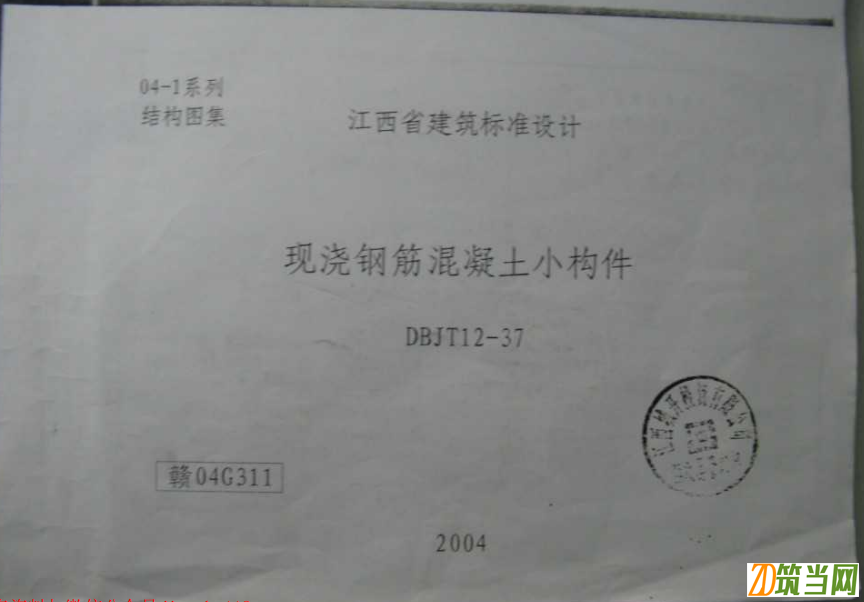 04-1系列
结构图集
江西省建筑标准设计
现浇钢筋混凝土小构件
DBJT12-37
赣04G311
2004
筑当网